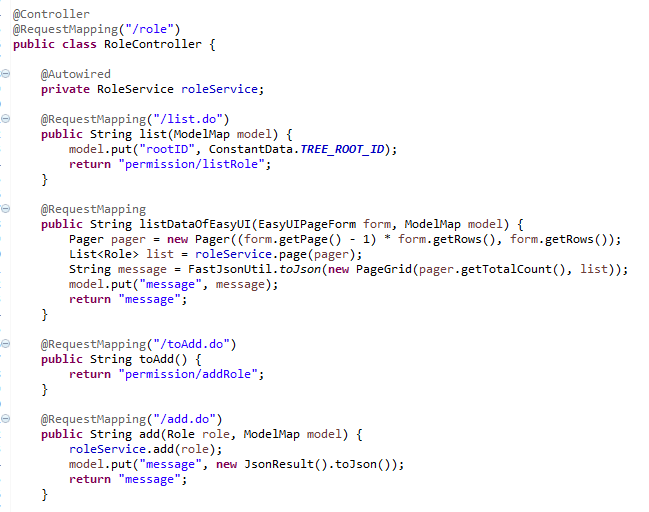 @Controller
@RequestMapping("/role")
public class RoleController {
@Autowired
private RoleService roleService;
@RequestMapping("/list.do")
public String list(ModelMap model) {
model.put("rootID", ConstantData.TREE_ROOT_ID);
return "permission/listRole";
}
@RequestMapping
public String listDataOfEasyUI(EasyUIPageForm form, ModelMap model) {
Pager pager = new Pager((form.getPage() - 1) * form.getRows(), form.getRows());
List<Role> list = roleService.page(pager);
String message = FastJsonUtil.toJson(new PageGrid(pager.getTotalCount(), list));
model.put("message", message);
return "message";
}
@RequestMapping("/toAdd.do")
public String toAdd() {
return "permission/addRole";
}
@RequestMapping("/add.do")
public String add(Role role, ModelMap model) {
roleService.add(role);
model.put("message", new JsonResult().toJson());
return "message";
}